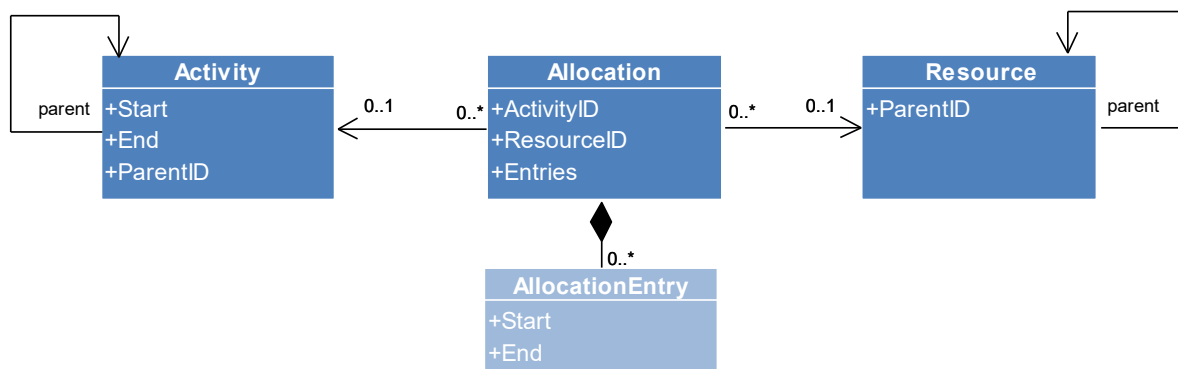 Activity
+Start
+End
+ParentID
parent
0..1
0..*
Allocation
+ActivityID
+ResourceID
+Entries
0..*
0..1
Resource
+ParentID
parent
0..*
AllocationEntry
+Start
+End